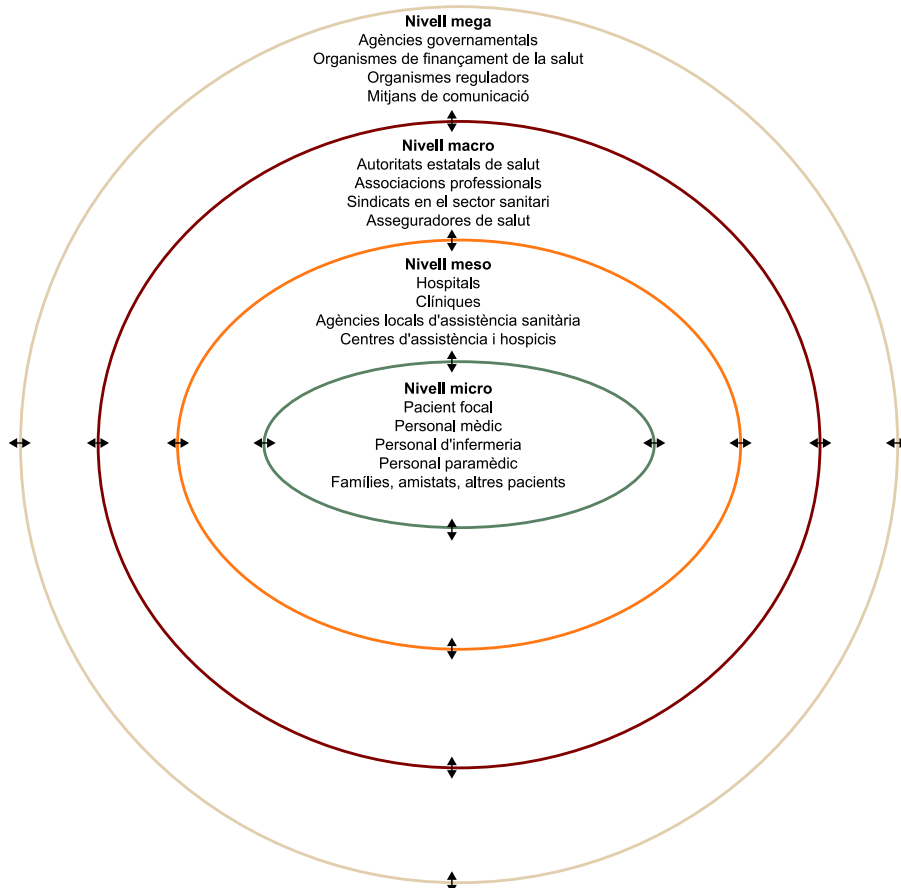 Nivell mega
Agències governamentals
Organismes de finançament de la salut
Organismes reguladors
Mitjans de comunicació
Nivell macro
Autoritats estatals de salut
Associacions professionals
Sindicats en el sector sanitari
Asseguradores de salut
Nivell meso
Hospitals
Clíniques
Agències locals d'assistència sanitària
Centres d'assistència i hospicis
Nivell micro
Pacient focal
Personal mèdic
Personal d'infermeria
Personal paramèdic
Famílies, amistats, altres pacients